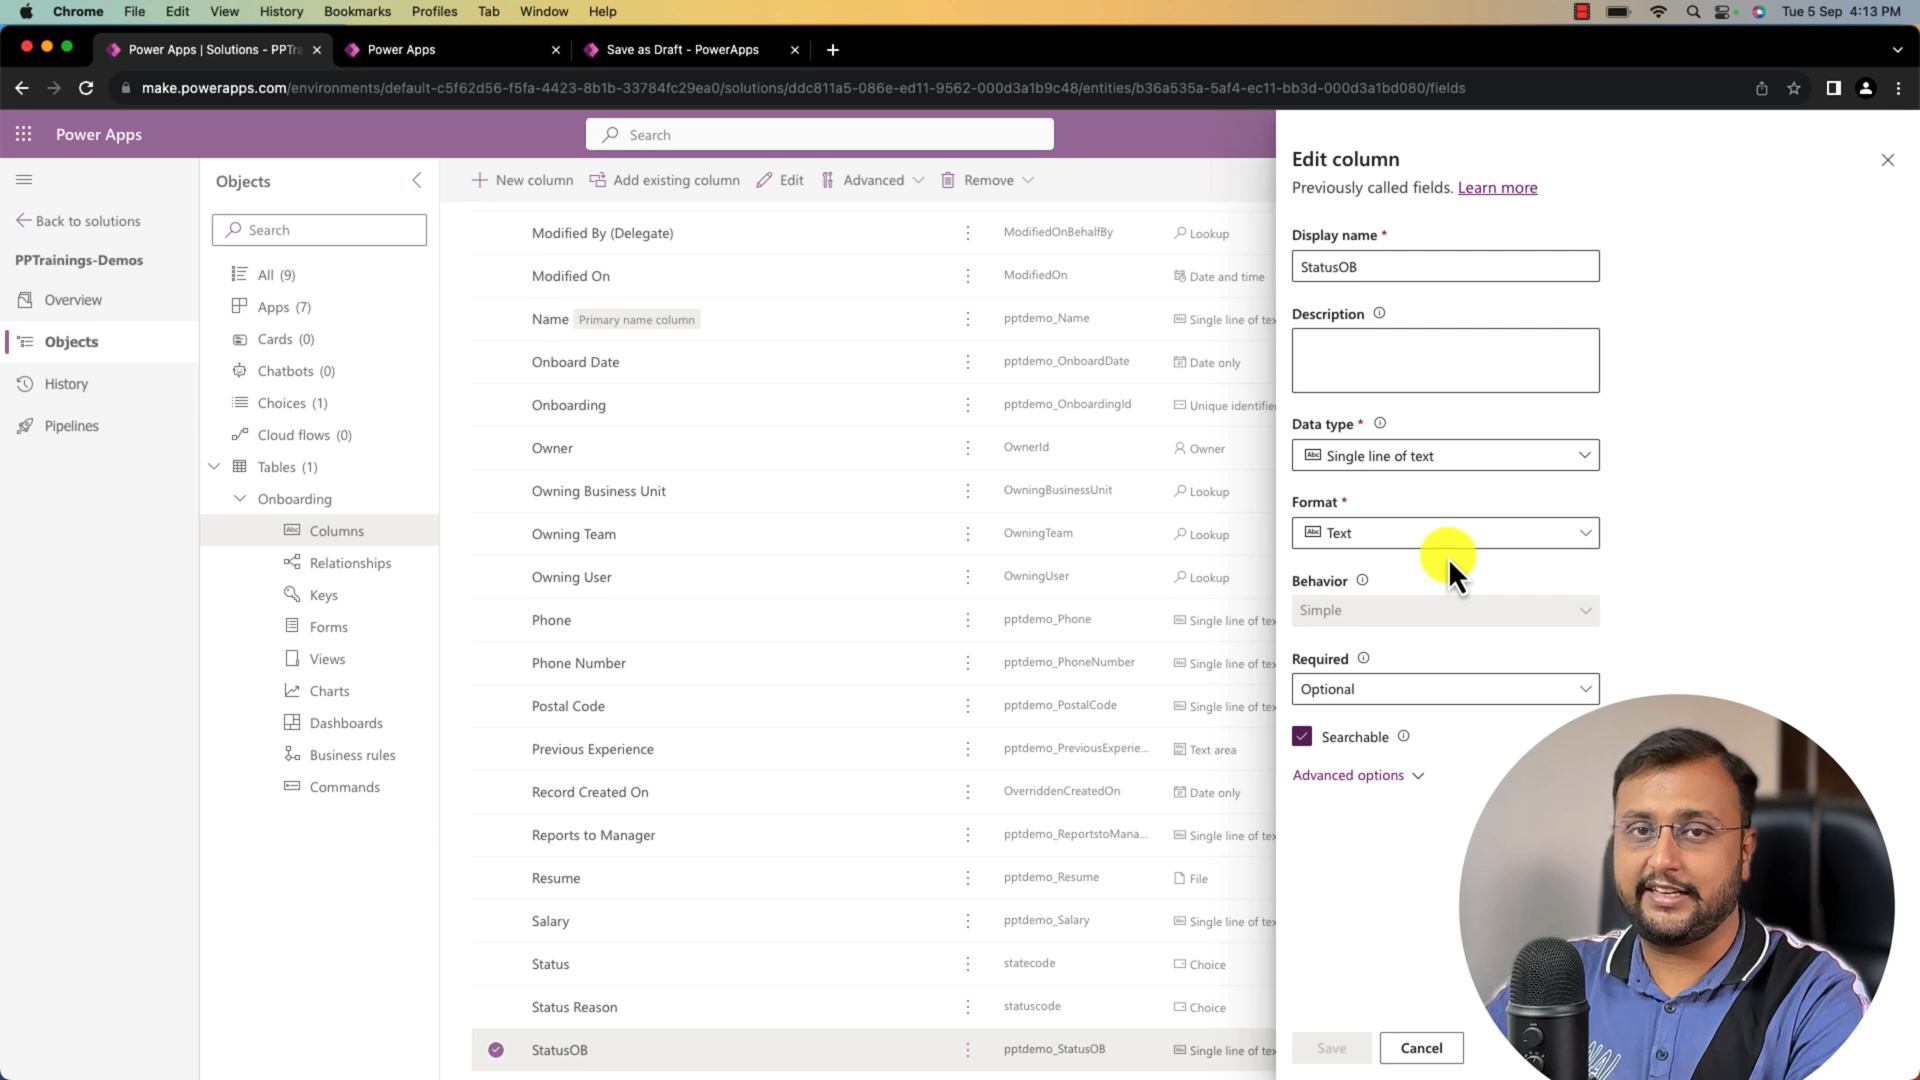 Chrome File Edit View History Bookmarks Profiles Tab Window Help Tue 5 Sep 4:13 PM
Power Apps | Solutions - PPTra Power Apps Save as Draft - PowerApps
make.powerapps.com/environments/default-c5f62d56-f5fa-4423-8b1b-33784fc29ea0/solutions/ddc811a5-086e-ed11-9562-000d3a1b9c48/entities/b36a535a-5af4-ec11-bb3d-000d3a1bd080/fields
Power Apps
Search
Back to solutions
PPTrainings-Demos
Overview
Objects
History
Pipelines
Objects
Search
All (9)
Apps (7)
Cards (0)
Chatbots (0)
Choices (1)
Cloud flows (0)
Tables (1)
Onboarding
Columns
Relationships
Keys
Forms
Views
Charts
Dashboards
Business rules
Commands
New column Add existing column Edit Advanced Remove
Modified By (Delegate) ModifiedOnBehalfBy Lookup
Modified On ModifiedOn Date and time
Name Primary name column pptdemo_Name Single line of tex
Onboard Date pptdemo_OnboardDate Date only
Onboarding pptdemo_OnboardingId Unique identifie
Owner OwnerId Owner
Owning Business Unit OwningBusinessUnit Lookup
Owning Team OwningTeam Lookup
Owning User OwningUser Lookup
Phone pptdemo_Phone Single line of tex
Phone Number pptdemo_PhoneNumber Single line of tex
Postal Code pptdemo_PostalCode Single line of tex
Previous Experience pptdemo_PreviousExperie... Text area
Record Created On OverriddenCreatedOn Date only
Reports to Manager pptdemo_ReportstoMana... Single line of tex
Resume pptdemo_Resume File
Salary pptdemo_Salary Single line of tex
Status statecode Choice
Status Reason statuscode Choice
StatusOB pptdemo_StatusOB Single line of tex
Edit column
Previously called fields. Learn more
Display name *
StatusOB
Description
Data type *
Abc Single line of text
Format *
Abc Text
Behavior
Simple
Required
Optional
Searchable
Advanced options
Save Cancel